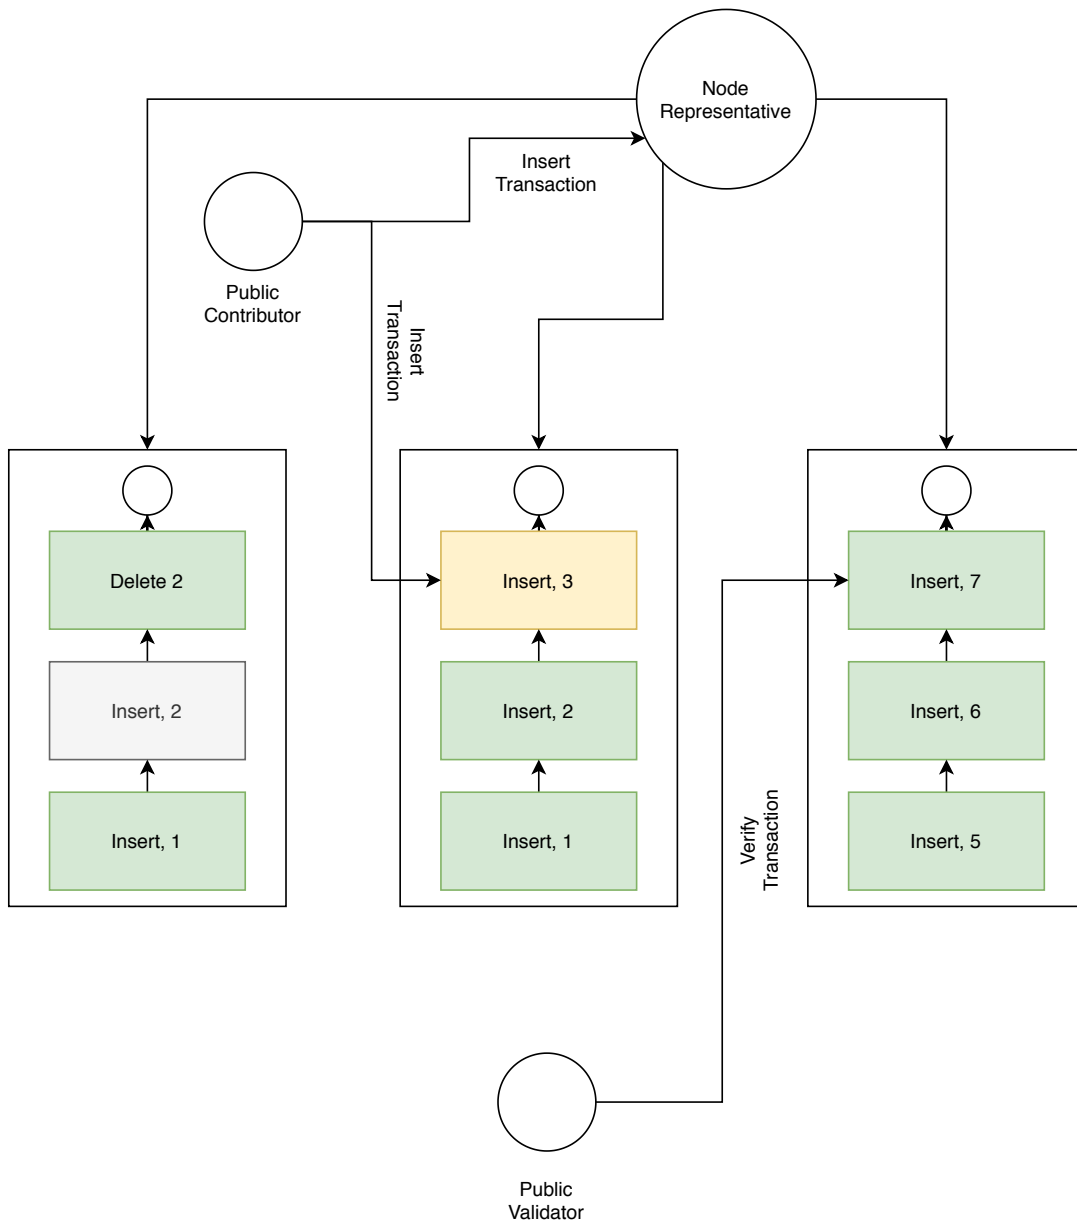 Node
Representative
Insert
Transaction
Public
Contributor
Insert
Transaction
Delete 2
Insert, 3
Insert, 7
Insert, 2
Insert, 2
Insert, 6
Insert, 1
Insert, 1
Insert, 5
Verify
Transaction
Public
Validator